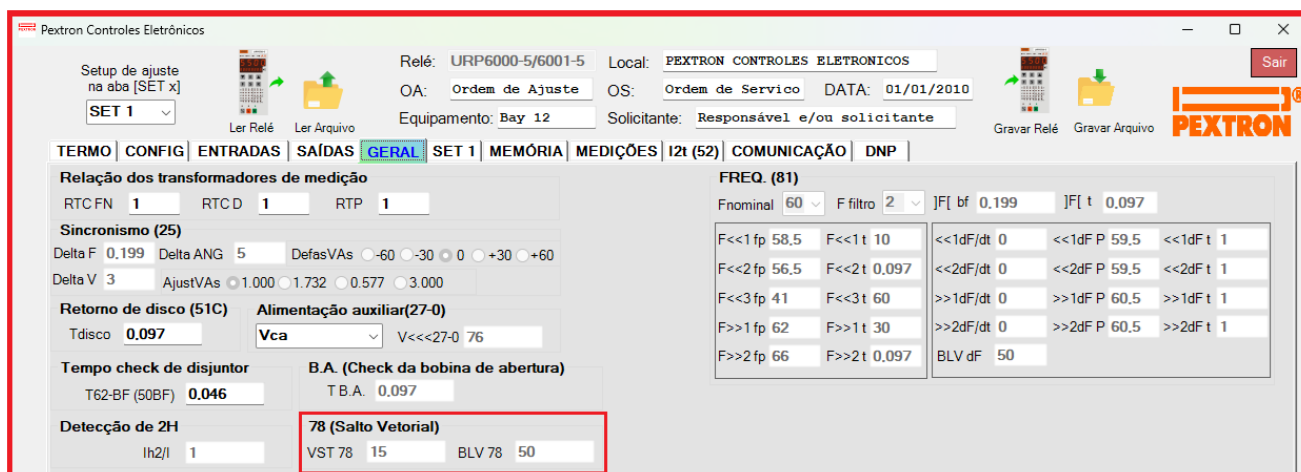 Pextron Controles Eletrônicos
Setup de ajuste
na aba [SET x]
SET 1
Ler Relé
Ler Arquivo
Relé: URP6000-5/6001-5 Local: PEXTRON CONTROLES ELETRONICOS
OA: Ordem de Ajuste OS: Ordem de Servico DATA: 01/01/2010
Equipamento: Bay 12 Solicitante: Responsável e/ou solicitante
Gravar Relé
Gravar Arquivo
Sair
PEXTRON®
TERMO CONFIG ENTRADAS SAÍDAS GERAL SET 1 MEMÓRIA MEDIÇÕES I2t (52) COMUNICAÇÃO DNP
Relação dos transformadores de medição
RTC FN 1 RTC D 1 RTP 1
Sincronismo (25)
Delta F 0,199 Delta ANG 5 DefasVAs -60 -30 0 +30 +60
Delta V 3 AjustVAs 1.000 1.732 0.577 3.000
Retorno de disco (51C)
Tdisco 0,097
Alimentação auxiliar(27-0)
Vca V<<<27-0 76
Tempo check de disjuntor
T62-BF (50BF) 0,046
B.A. (Check da bobina de abertura)
T B.A. 0,097
Detecção de 2H
Ih2/I 1
78 (Salto Vetorial)
VST 78 15 BLV 78 50
FREQ. (81)
Fnominal 60 F filtro 2 ]F[ bf 0,199 ]F[ t 0,097
F<<1 fp 58,5 F<<1 t 10 <<1dF/dt 0 <<1dF P 59,5 <<1dF t 1
F<<2 fp 56,5 F<<2 t 0,097 <<2dF/dt 0 <<2dF P 59,5 <<2dF t 1
F<<3 fp 41 F<<3 t 60 >>1dF/dt 0 >>1dF P 60,5 >>1dF t 1
F>>1 fp 62 F>>1 t 30 >>2dF/dt 0 >>2dF P 60,5 >>2dF t 1
F>>2 fp 66 F>>2 t 0,097 BLV dF 50